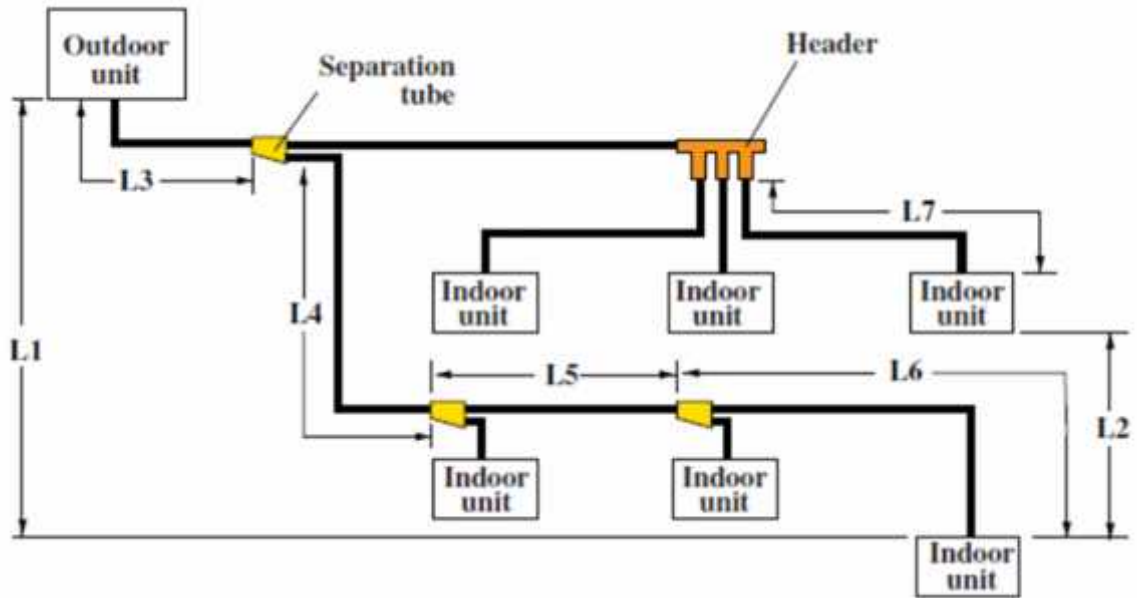 Outdoor
unit
Separation
tube
Header
L3
L7
Indoor
unit
Indoor
unit
Indoor
unit
L4
L1
L5
L6
L2
Indoor
unit
Indoor
unit
Indoor
unit